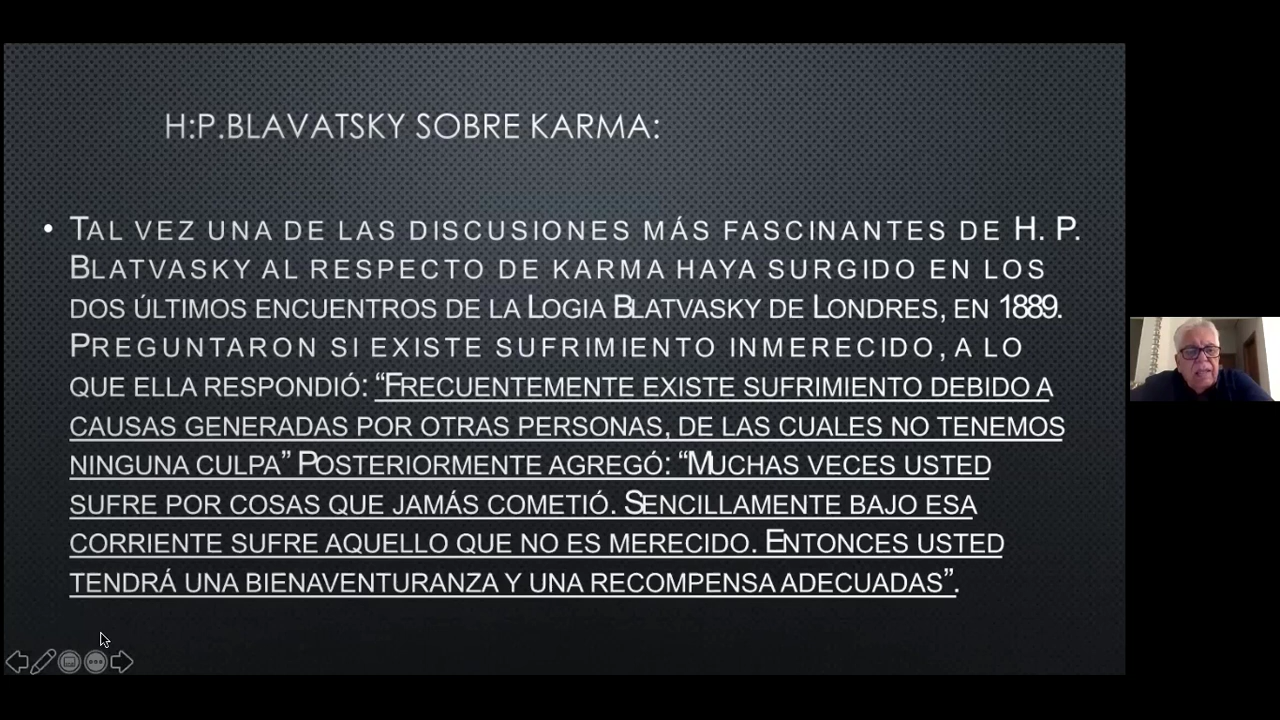 H:P.BLAVATSKY SOBRE KARMA:
• TAL VEZ UNA DE LAS DISCUSIONES MÁS FASCINANTES DE H. P.
BLATVASKY AL RESPECTO DE KARMA HAYA SURGIDO EN LOS
DOS ÚLTIMOS ENCUENTROS DE LA LOGIA BLATVASKY DE LONDRES, EN 1889.
PREGUNTARON SI EXISTE SUFRIMIENTO INMERECIDO, A LO
QUE ELLA RESPONDIÓ: “FRECUENTEMENTE EXISTE SUFRIMIENTO DEBIDO A
CAUSAS GENERADAS POR OTRAS PERSONAS, DE LAS CUALES NO TENEMOS
NINGUNA CULPA” POSTERIORMENTE AGREGÓ: “MUCHAS VECES USTED
SUFRE POR COSAS QUE JAMÁS COMETIÓ. SENCILLAMENTE BAJO ESA
CORRIENTE SUFRE AQUELLO QUE NO ES MERECIDO. ENTONCES USTED
TENDRÁ UNA BIENAVENTURANZA Y UNA RECOMPENSA ADECUADAS”.